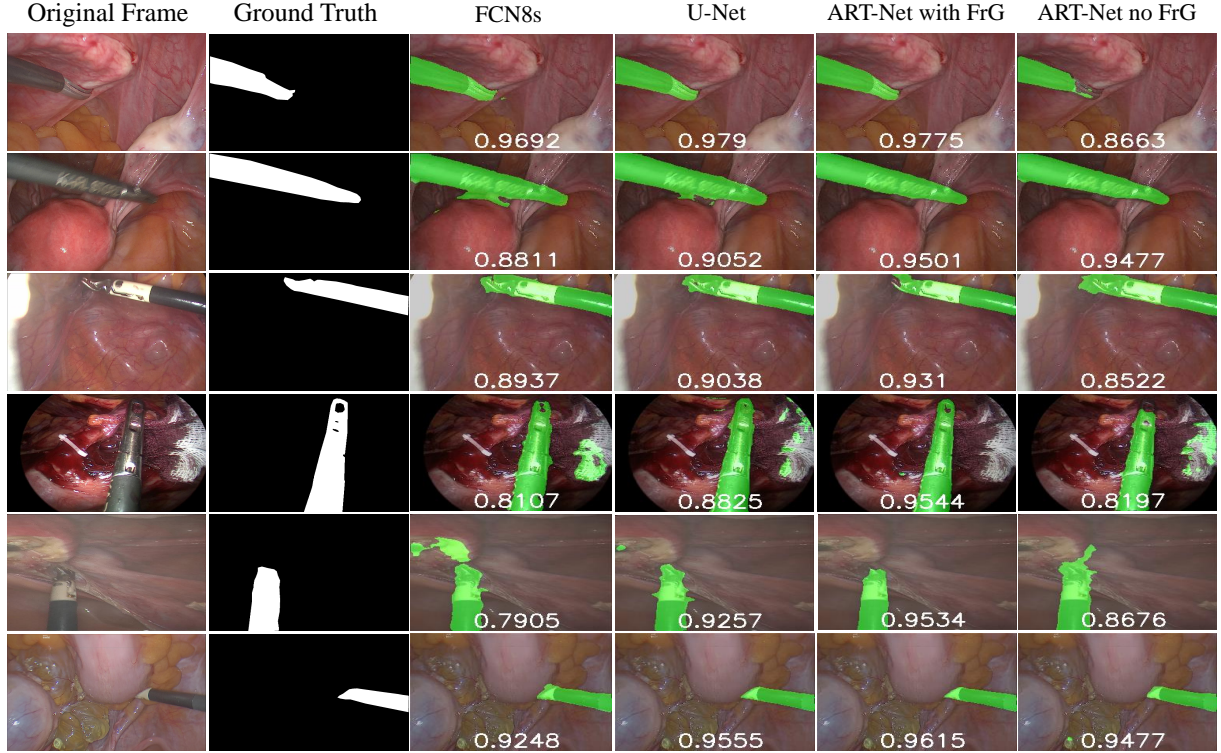 Original Frame Ground Truth FCN8s U-Net ART-Net with FrG ART-Net no FrG
0.9692 0.979 0.9775 0.8663
0.8811 0.9052 0.9501 0.9477
0.8937 0.9038 0.931 0.8522
0.8107 0.8825 0.9544 0.8197
0.7905 0.9257 0.9534 0.8676
0.9248 0.9555 0.9615 0.9477